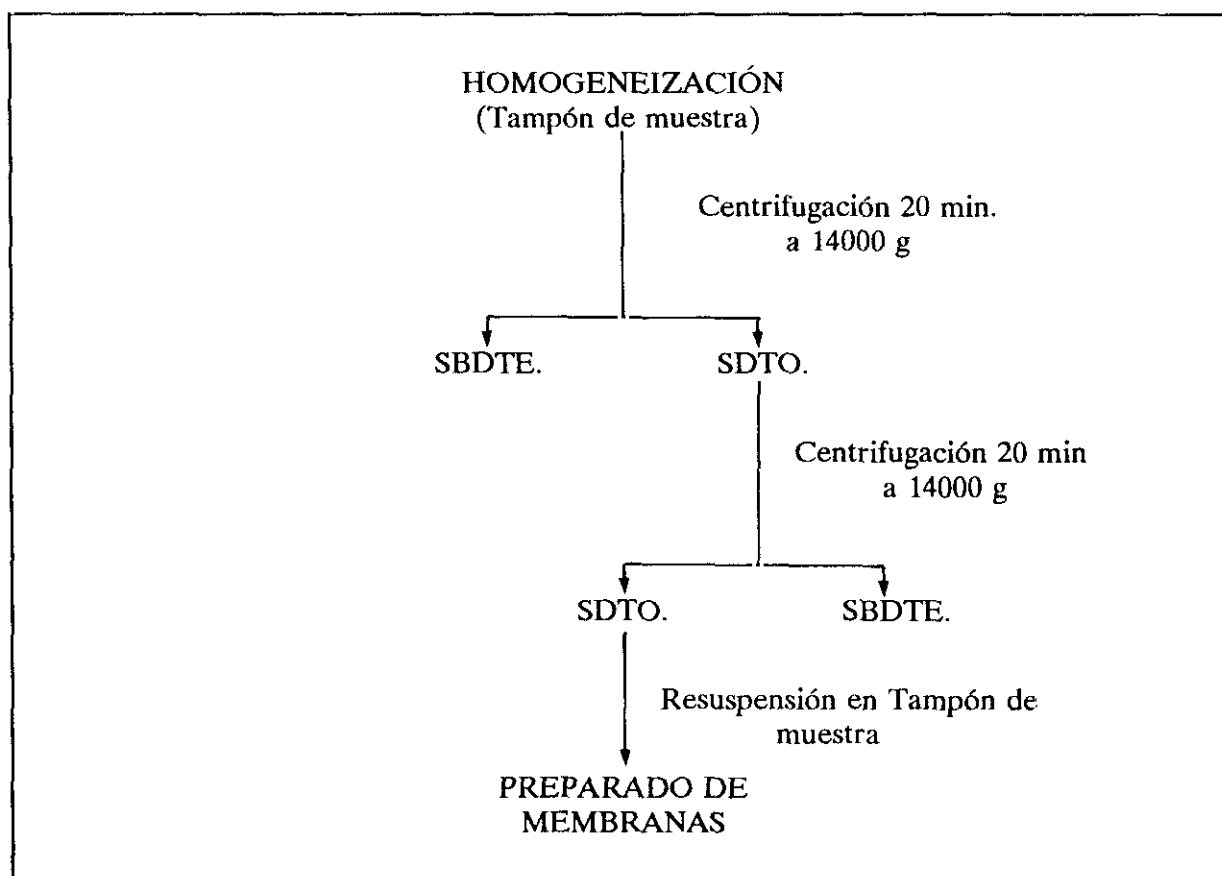 HOMOGENEIZACIÓN
(Tampón de muestra)
Centrifugación 20 min.
a 14000 g
SBDTE.
SDTO.
Centrifugación 20 min
a 14000 g
SDTO.
SBDTE.
Resuspensión en Tampón de
muestra
PREPARADO DE
MEMBRANAS